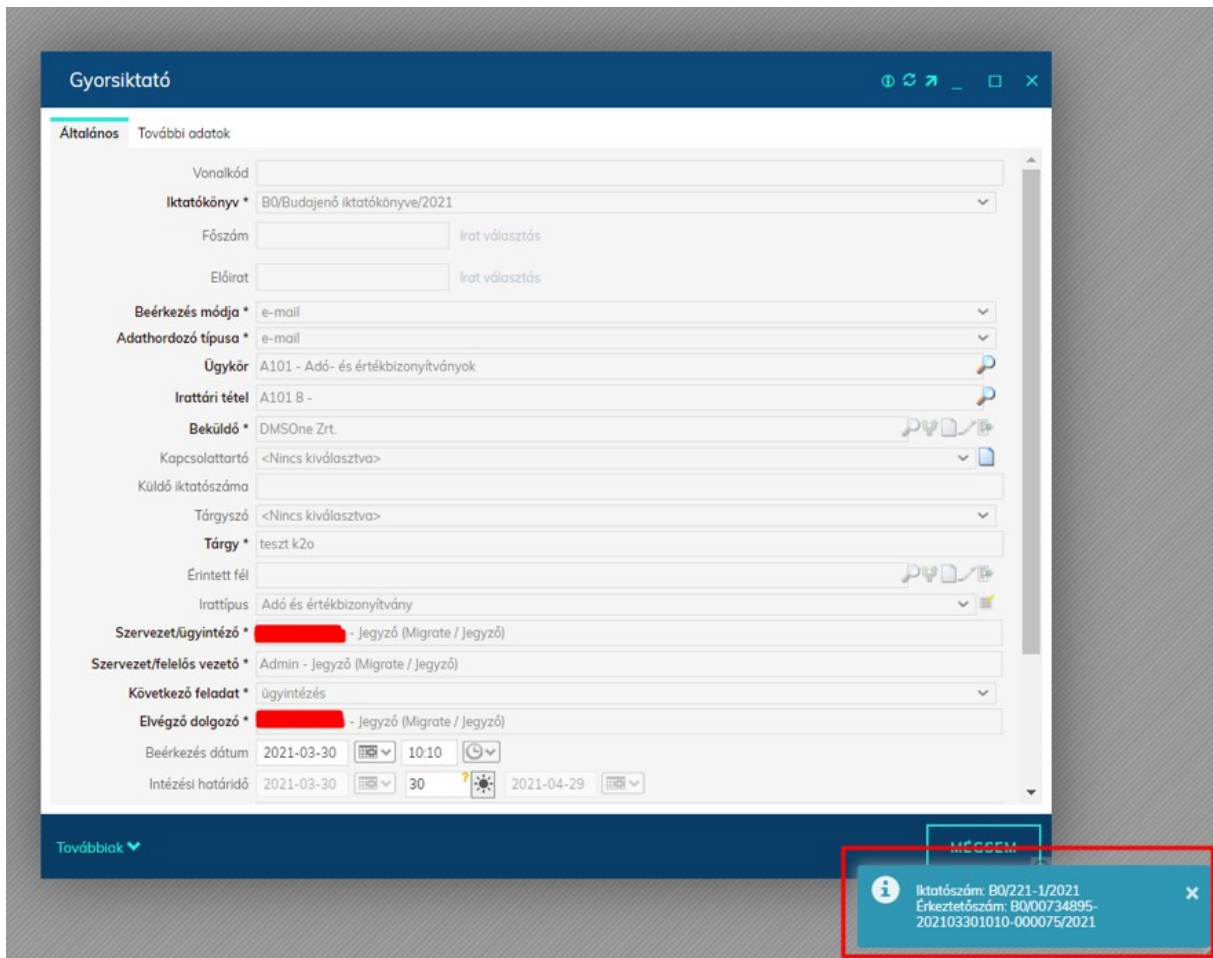 Gyorsiktató
Általános További adatok
Vonalkód
Iktatókönyv * B0/Budajenő iktatókönyve/2021
Főszám Irat választás
Előirat Irat választás
Beérkezés módja * e-mail
Adathordozó típusa * e-mail
Ügykör A101 - Adó- és értékbizonyítványok
Irattári tétel A101 8 -
Beküldő * DMSOne Zrt.
Kapcsolattartó <Nincs kiválasztva>
Küldő iktatószáma
Tárgyszó <Nincs kiválasztva>
Tárgy * teszt k2o
Érintett fél
Irattípus Adó és értékbizonyítvány
Szervezet/ügyintéző * - Jegyző (Migrate / Jegyző)
Szervezet/felelős vezető * Admin - Jegyző (Migrate / Jegyző)
Következő feladat * ügyintézés
Elvégző dolgozó * - Jegyző (Migrate / Jegyző)
Beérkezés dátum 2021-03-30 10:10
Intézési határidő 2021-03-30 30 ? 2021-04-29
Továbbiak MÉGSEM
Iktatószám: B0/221-1/2021
Érkeztetőszám: B0/00734895-
202103301010-000075/2021